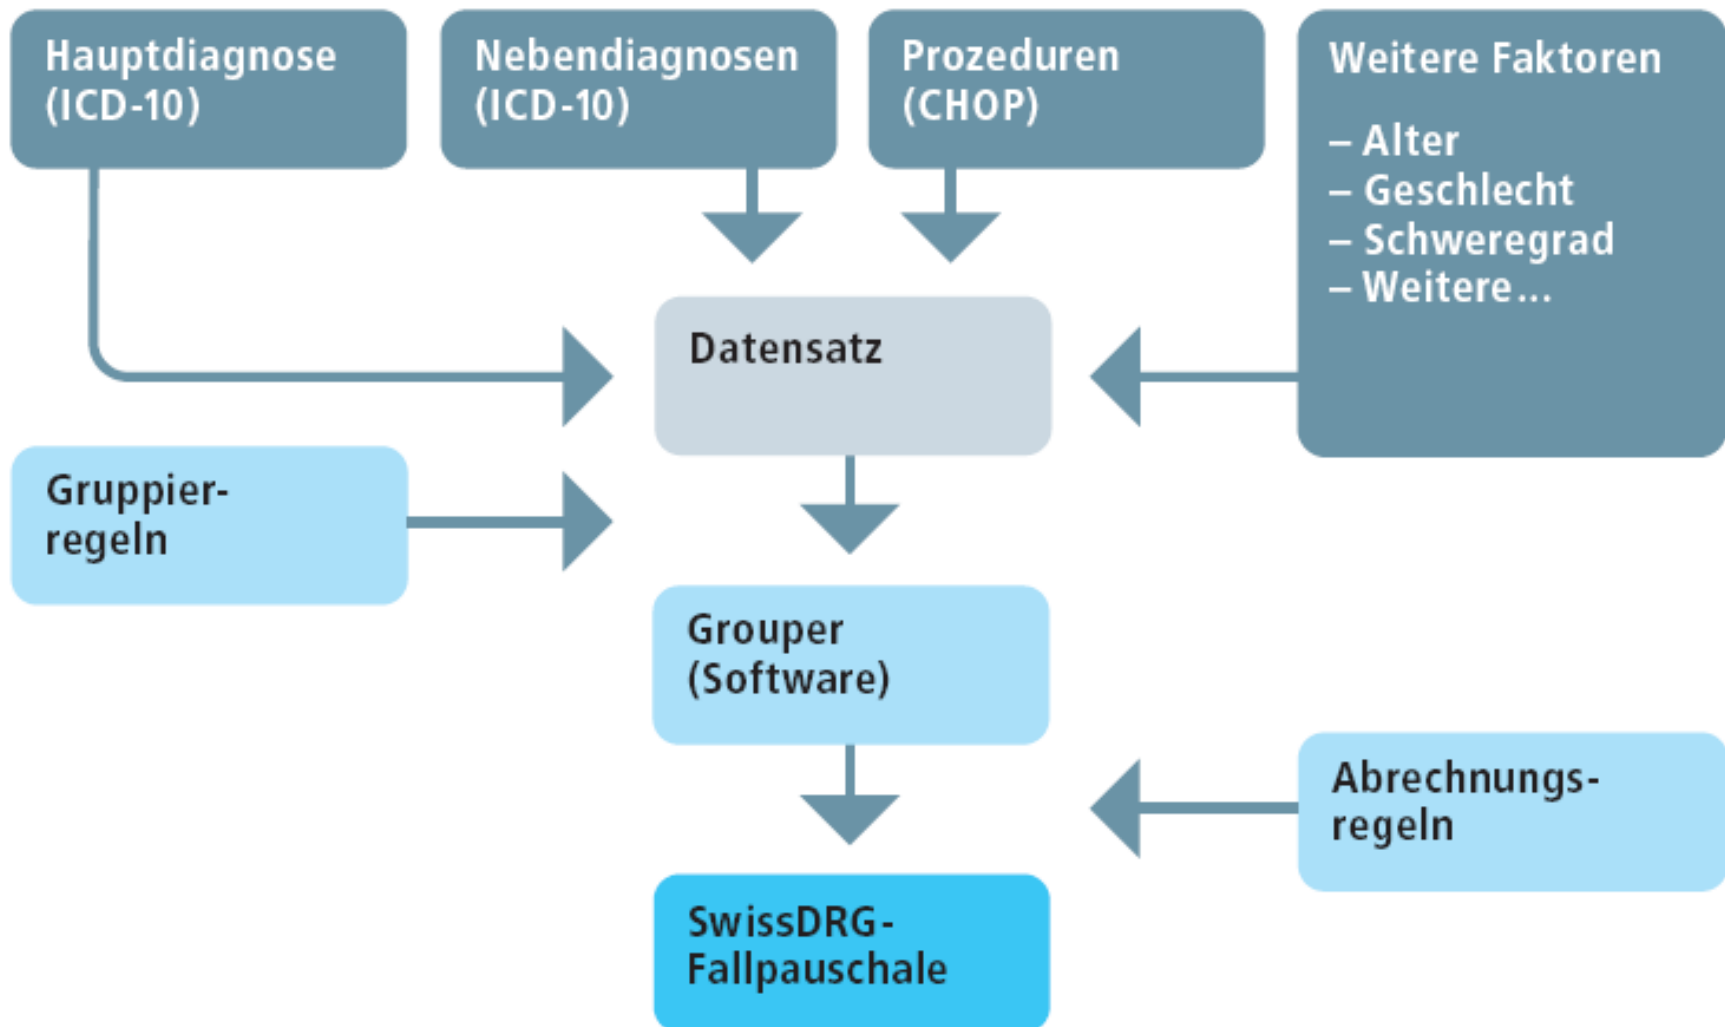 Hauptdiagnose
(ICD-10)
Nebendiagnosen
(ICD-10)
Prozeduren
(CHOP)
Weitere Faktoren
– Alter
– Geschlecht
– Schweregrad
– Weitere...
Datensatz
Gruppier-
regeln
Grouper
(Software)
Abrechnungs-
regeln
SwissDRG-
Fallpauschale